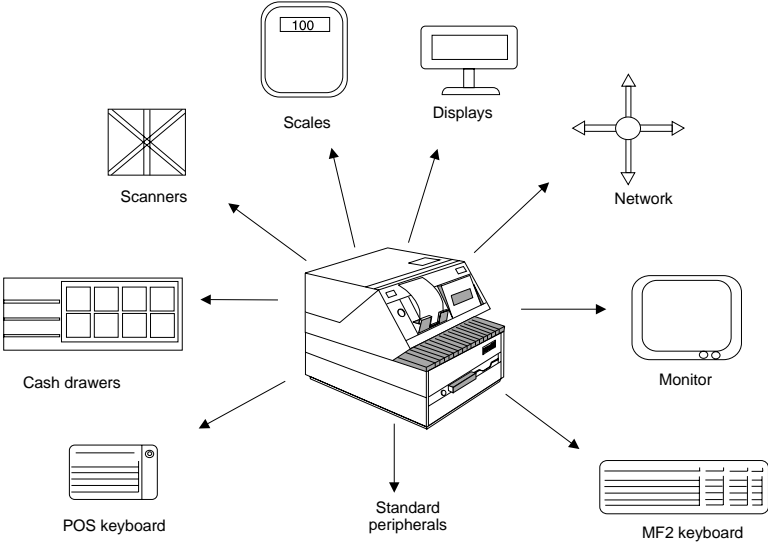 100
Scales
Displays
Scanners
Network
Cash drawers
Monitor
POS keyboard
Standard
peripherals
MF2 keyboard